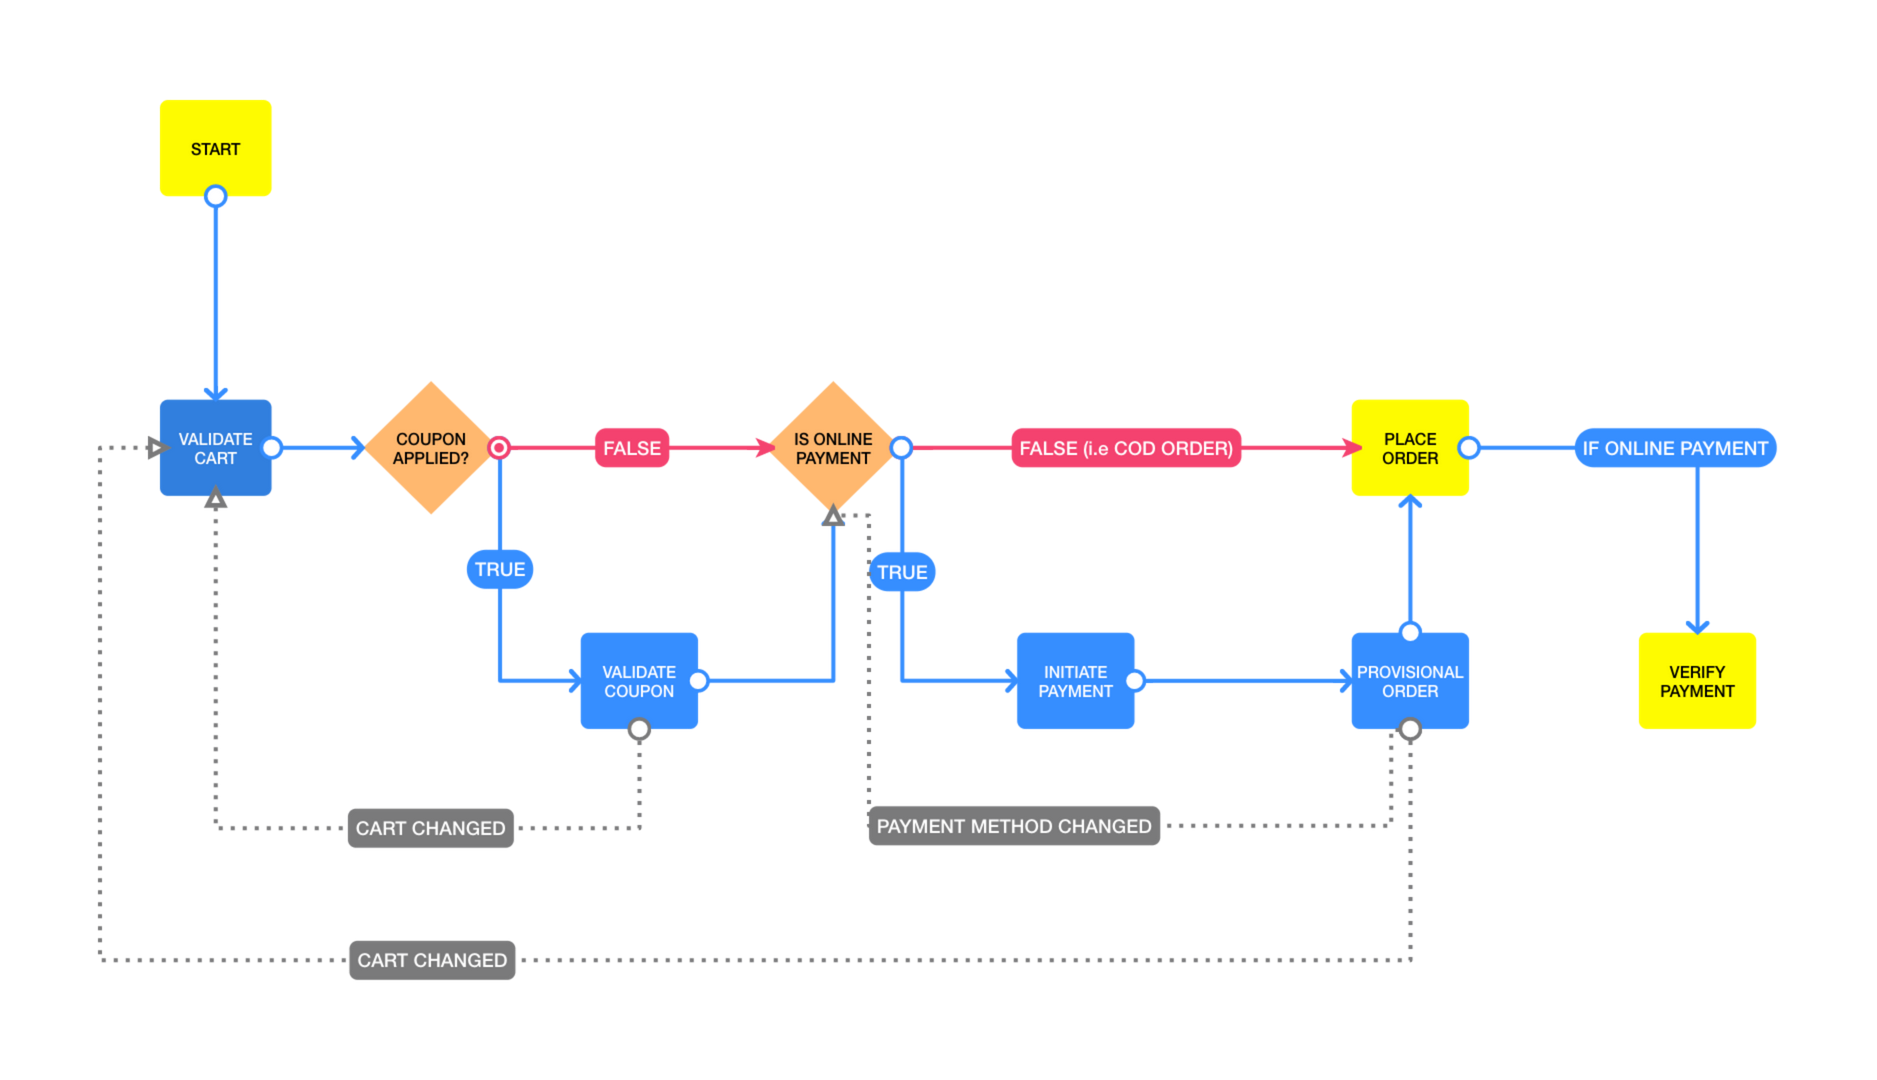 START
VALIDATE
CART
COUPON
APPLIED?
FALSE
IS ONLINE
PAYMENT
FALSE (i.e COD ORDER)
PLACE
ORDER
IF ONLINE PAYMENT
TRUE
TRUE
VALIDATE
COUPON
INITIATE
PAYMENT
PROVISIONAL
ORDER
VERIFY
PAYMENT
CART CHANGED
PAYMENT METHOD CHANGED
CART CHANGED